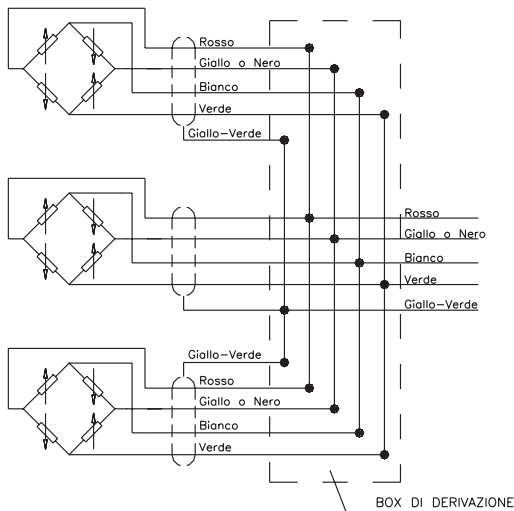 Rosso
Giallo o Nero
Bianco
Verde
Giallo-Verde
Rosso
Giallo o Nero
Bianco
Verde
Giallo-Verde
Giallo-Verde
Rosso
Giallo o Nero
Bianco
Verde
BOX DI DERIVAZIONE